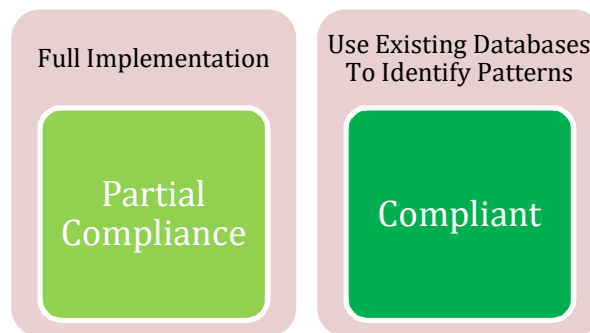 Full Implementation
Partial
Compliance
Use Existing Databases
To Identify Patterns
Compliant